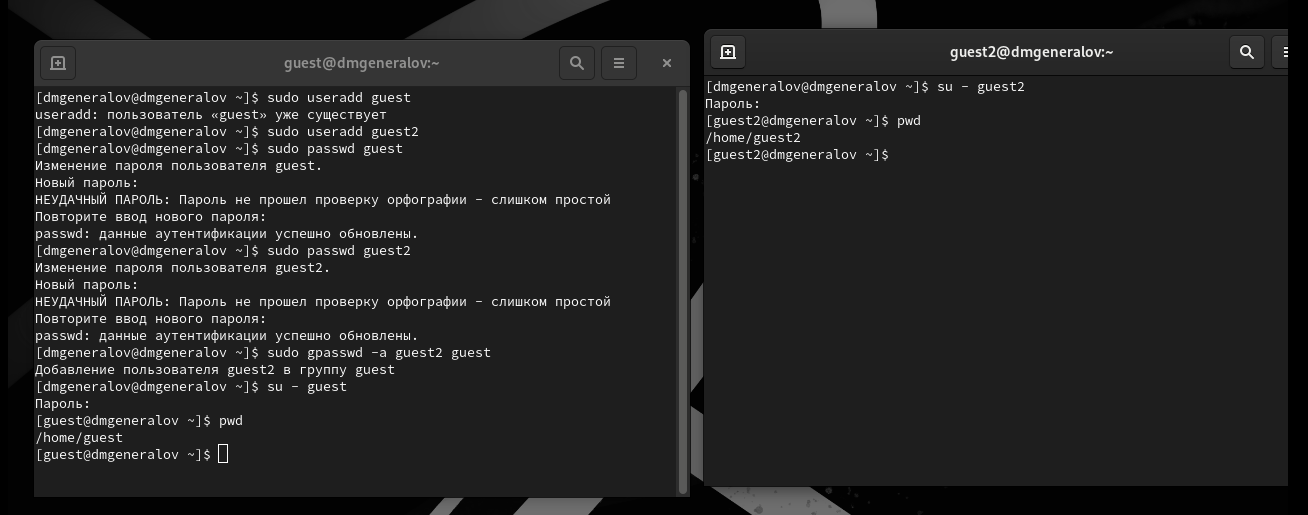 guest@dmgeneralov:~
[dmgeneralov@dmgeneralov ~]$ sudo useradd guest
useradd: пользователь «guest» уже существует
[dmgeneralov@dmgeneralov ~]$ sudo useradd guest2
[dmgeneralov@dmgeneralov ~]$ sudo passwd guest
Изменение пароля пользователя guest.
Новый пароль:
НЕУДАЧНЫЙ ПАРОЛЬ: Пароль не прошел проверку орфографии - слишком простой
Повторите ввод нового пароля:
passwd: данные аутентификации успешно обновлены.
[dmgeneralov@dmgeneralov ~]$ sudo passwd guest2
Изменение пароля пользователя guest2.
Новый пароль:
НЕУДАЧНЫЙ ПАРОЛЬ: Пароль не прошел проверку орфографии - слишком простой
Повторите ввод нового пароля:
passwd: данные аутентификации успешно обновлены.
[dmgeneralov@dmgeneralov ~]$ sudo gpasswd -a guest2 guest
Добавление пользователя guest2 в группу guest
[dmgeneralov@dmgeneralov ~]$ su - guest
Пароль:
[guest@dmgeneralov ~]$ pwd
/home/guest
[guest@dmgeneralov ~]$
guest2@dmgeneralov:~
[dmgeneralov@dmgeneralov ~]$ su - guest2
Пароль:
[guest2@dmgeneralov ~]$ pwd
/home/guest2
[guest2@dmgeneralov ~]$